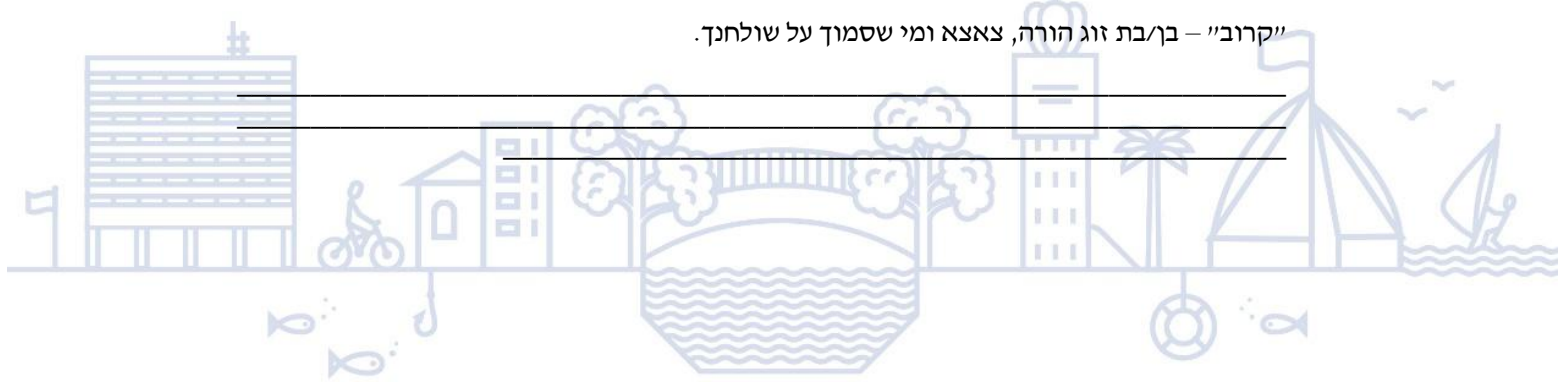 "קרוב" – בן/בת זוג הורה, צאצא ומי שסמוך על שולחנך.